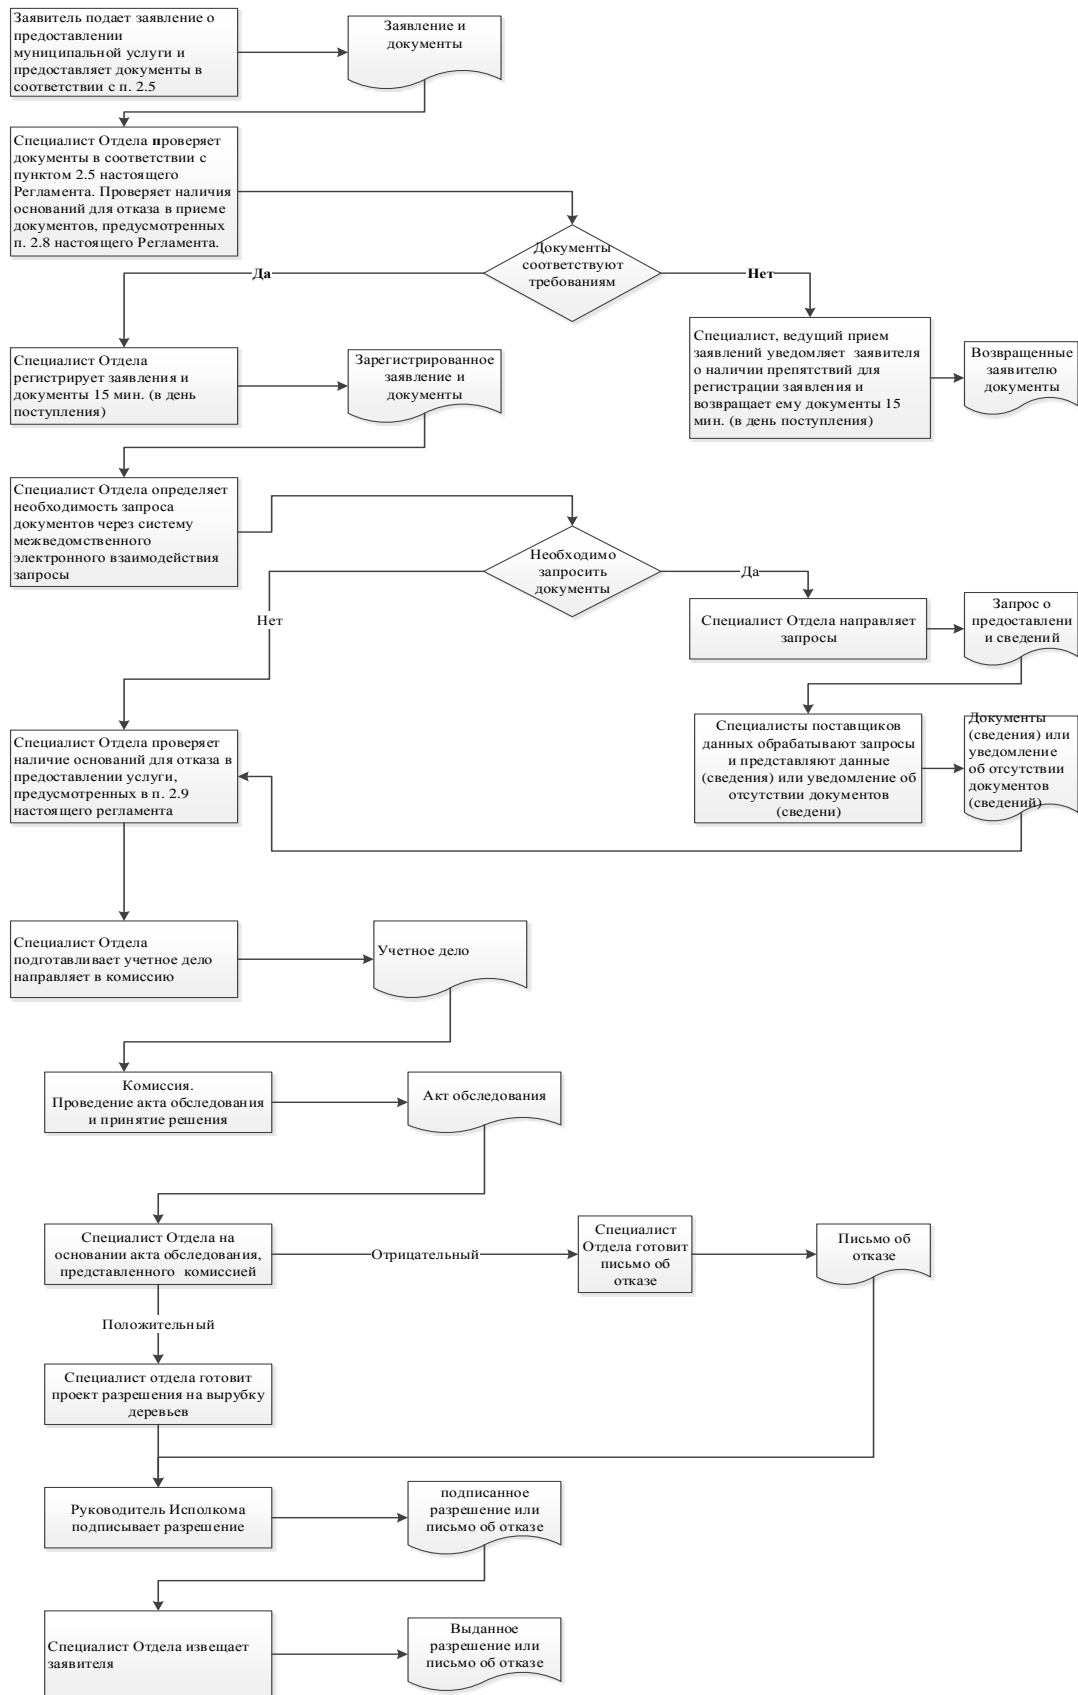 Заявитель подает заявление о
предоставлении
муниципальной услуги и
предоставляет документы в
соответствии с п. 2.5
Заявление и
документы
Специалист Отдела проверяет
документы в соответствии с
пунктом 2.5 настоящего
Регламента. Проверяет наличия
оснований для отказа в приеме
документов, предусмотренных
п. 2.8 настоящего Регламента.
Документы
соответствуют
требованиям
Да
Нет
Специалист Отдела
регистрирует заявления и
документы 15 мин. (в день
поступления)
Зарегистрированное
заявление и
документы
Специалист, ведущий прием
заявлений уведомляет заявителя
о наличии препятствий для
регистрации заявления и
возвращает ему документы 15
мин. (в день поступления)
Возвращенные
заявителю
документы
Специалист Отдела определяет
необходимость запроса
документов через систему
межведомственного
электронного взаимодействия
запросы
Необходимо
запросить
документы
Да
Нет
Специалист Отдела направляет
запросы
Запрос о
предоставлени
и сведений
Специалист Отдела проверяет
наличие оснований для отказа в
предоставлении услуги,
предусмотренных в п. 2.9
настоящего регламента
Специалисты поставщиков
данных обрабатывают запросы
и представляют данные
(сведения) или уведомление об
отсутствии документов
(сведени)
Документы
(сведения) или
уведомление
об отсутствии
документов
(сведений)
Специалист Отдела
подготавливает учетное дело
направляет в комиссию
Учетное дело
Комиссия.
Проведение акта обследования
и принятие решения
Акт обследования
Специалист Отдела на
основании акта обследования,
представленного комиссией
Отрицательный
Специалист
Отдела готовит
письмо об
отказе
Письмо об
отказе
Положительный
Специалист отдела готовит
проект разрешения на вырубку
деревьев
Руководитель Исполкома
подписывает разрешение
подписанное
разрешение или
письмо об отказе
Специалист Отдела извещает
заявителя
Выданное
разрешение или
письмо об отказе